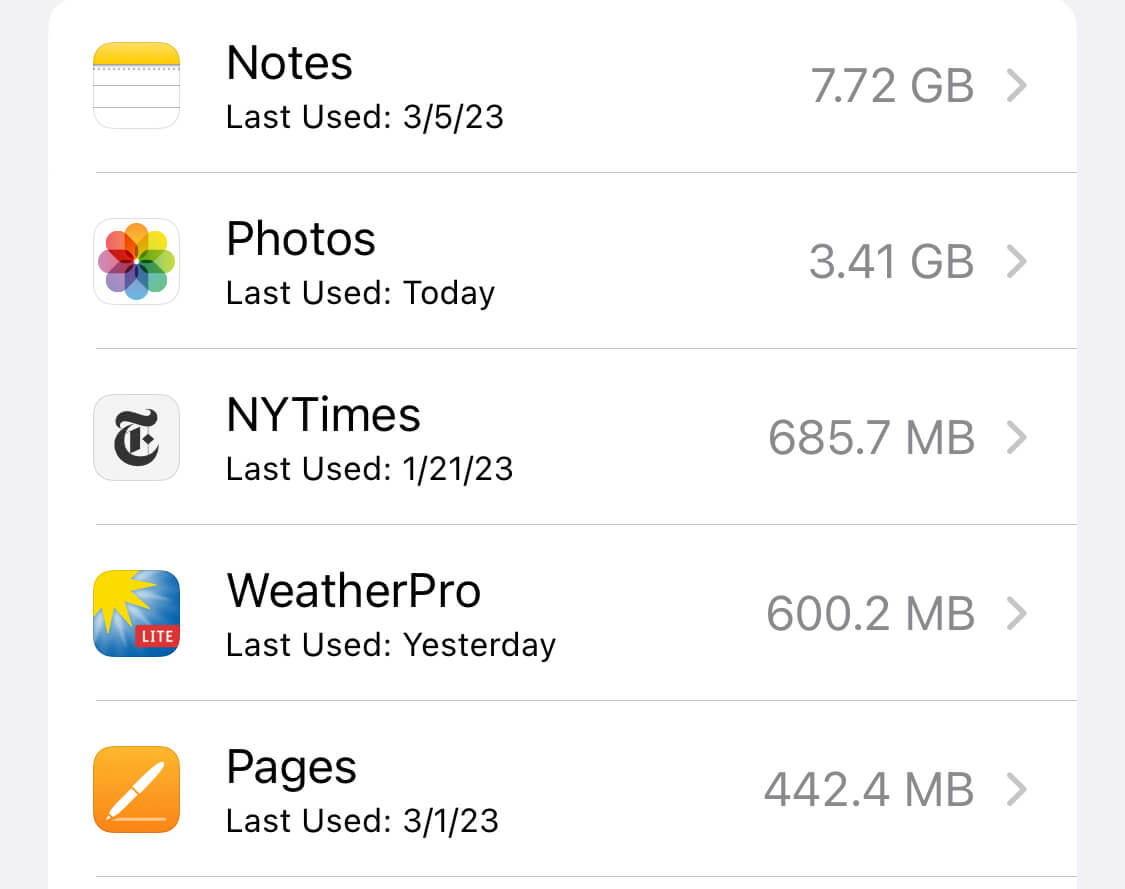 Notes
Last Used: 3/5/23
7.72 GB
Photos
Last Used: Today
3.41 GB
NYTimes
Last Used: 1/21/23
685.7 MB
LITE
WeatherPro
Last Used: Yesterday
600.2 MB
Pages
Last Used: 3/1/23
442.4 MB